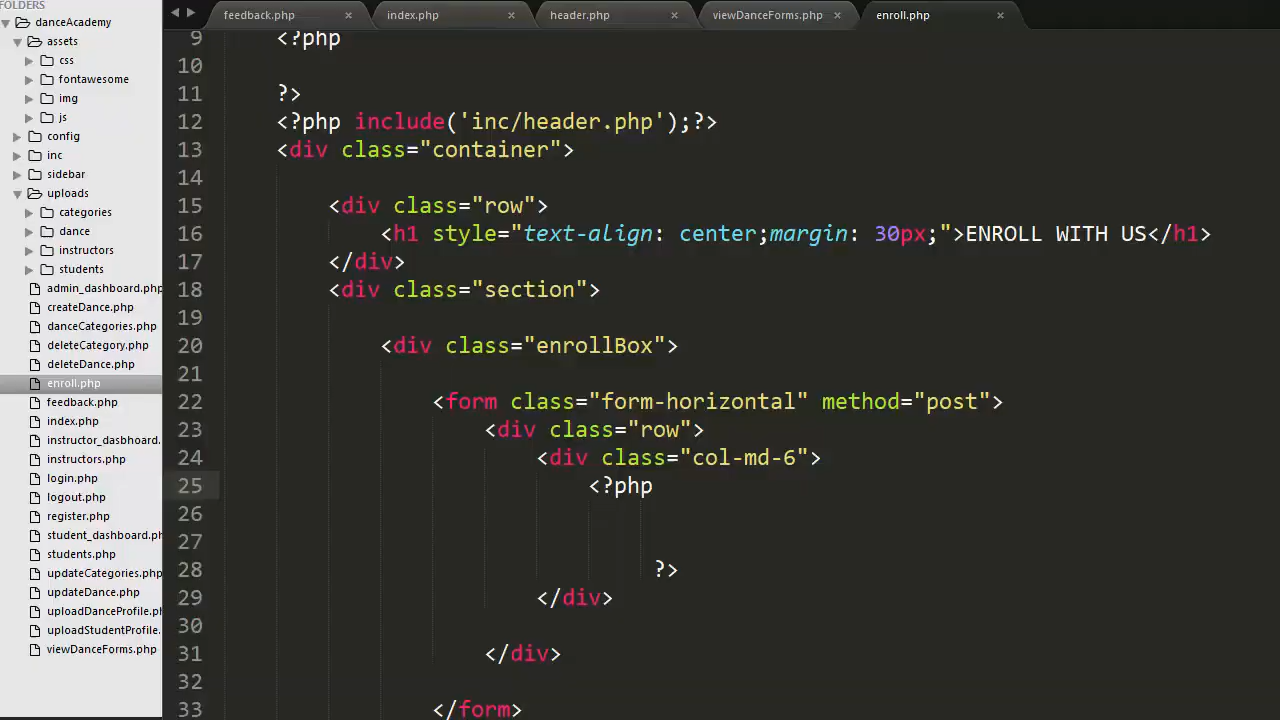 FOLDERS
danceAcademy
assets
css
fontawesome
img
js
config
inc
sidebar
uploads
categories
dance
instructors
students
admin_dashboard.php
createDance.php
danceCategories.php
deleteCategory.php
deleteDance.php
enroll.php
feedback.php
index.php
instructor_dasbhoard.
instructors.php
login.php
logout.php
register.php
student_dashboard.ph
students.php
updateCategories.php
updateDance.php
uploadDanceProfile.ph
uploadStudentProfile.
viewDanceForms.php
feedback.php × index.php × header.php × viewDanceForms.php × enroll.php ×
9 <?php
10
11 ?>
12 <?php include('inc/header.php');?>
13 <div class="container">
14
15 <div class="row">
16 <h1 style="text-align: center;margin: 30px;">ENROLL WITH US</h1>
17 </div>
18 <div class="section">
19
20 <div class="enrollBox">
21
22 <form class="form-horizontal" method="post">
23 <div class="row">
24 <div class="col-md-6">
25 <?php
26
27
28 ?>
29 </div>
30
31 </div>
32
33 </form>